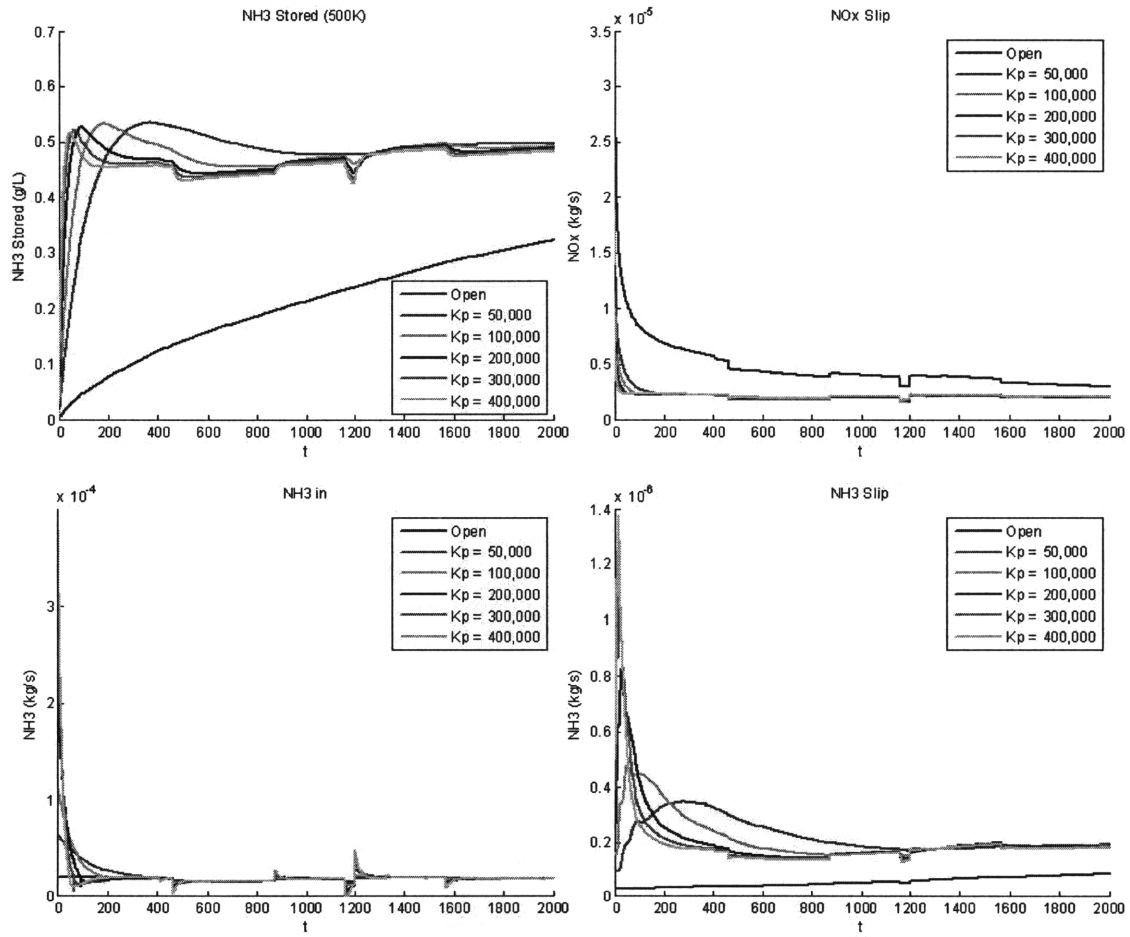 NH3 Stored (500K)
0.7
0.6
0.5
0.4
0.3
0.2
0.1
0
NH3 Stored (g/L)
0 200 400 600 800 1000 1200 1400 1600 1800 2000
t
Open
Kp = 50,000
Kp = 100,000
Kp = 200,000
Kp = 300,000
Kp = 400,000
x 10^-5
NOx Slip
3.5
3
2.5
2
1.5
1
0.5
0
NOx (kg/s)
0 200 400 600 800 1000 1200 1400 1600 1800 2000
t
Open
Kp = 50,000
Kp = 100,000
Kp = 200,000
Kp = 300,000
Kp = 400,000
x 10^-4
NH3 in
3
2
1
0
NH3 (kg/s)
0 200 400 600 800 1000 1200 1400 1600 1800 2000
t
Open
Kp = 50,000
Kp = 100,000
Kp = 200,000
Kp = 300,000
Kp = 400,000
x 10^-6
NH3 Slip
1.4
1.2
1
0.8
0.6
0.4
0.2
0
NH3 (kg/s)
0 200 400 600 800 1000 1200 1400 1600 1800 2000
t
Open
Kp = 50,000
Kp = 100,000
Kp = 200,000
Kp = 300,000
Kp = 400,000